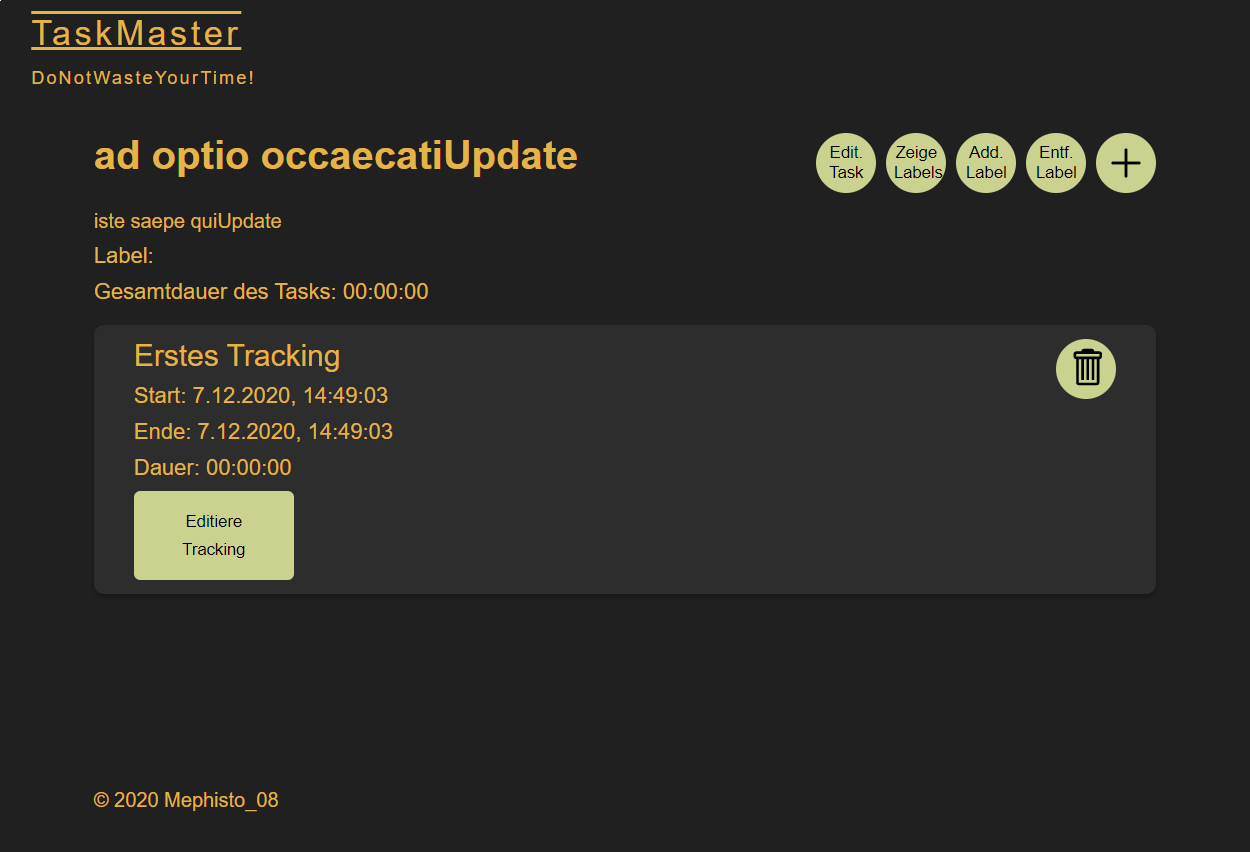 TaskMaster
DoNotWasteYourTime!
ad optio occaecatiUpdate
Edit.
Task
Zeige
Labels
Add.
Label
Entf.
Label
iste saepe quiUpdate
Label:
Gesamtdauer des Tasks: 00:00:00
Erstes Tracking
Start: 7.12.2020, 14:49:03
Ende: 7.12.2020, 14:49:03
Dauer: 00:00:00
Editiere
Tracking
© 2020 Mephisto_08